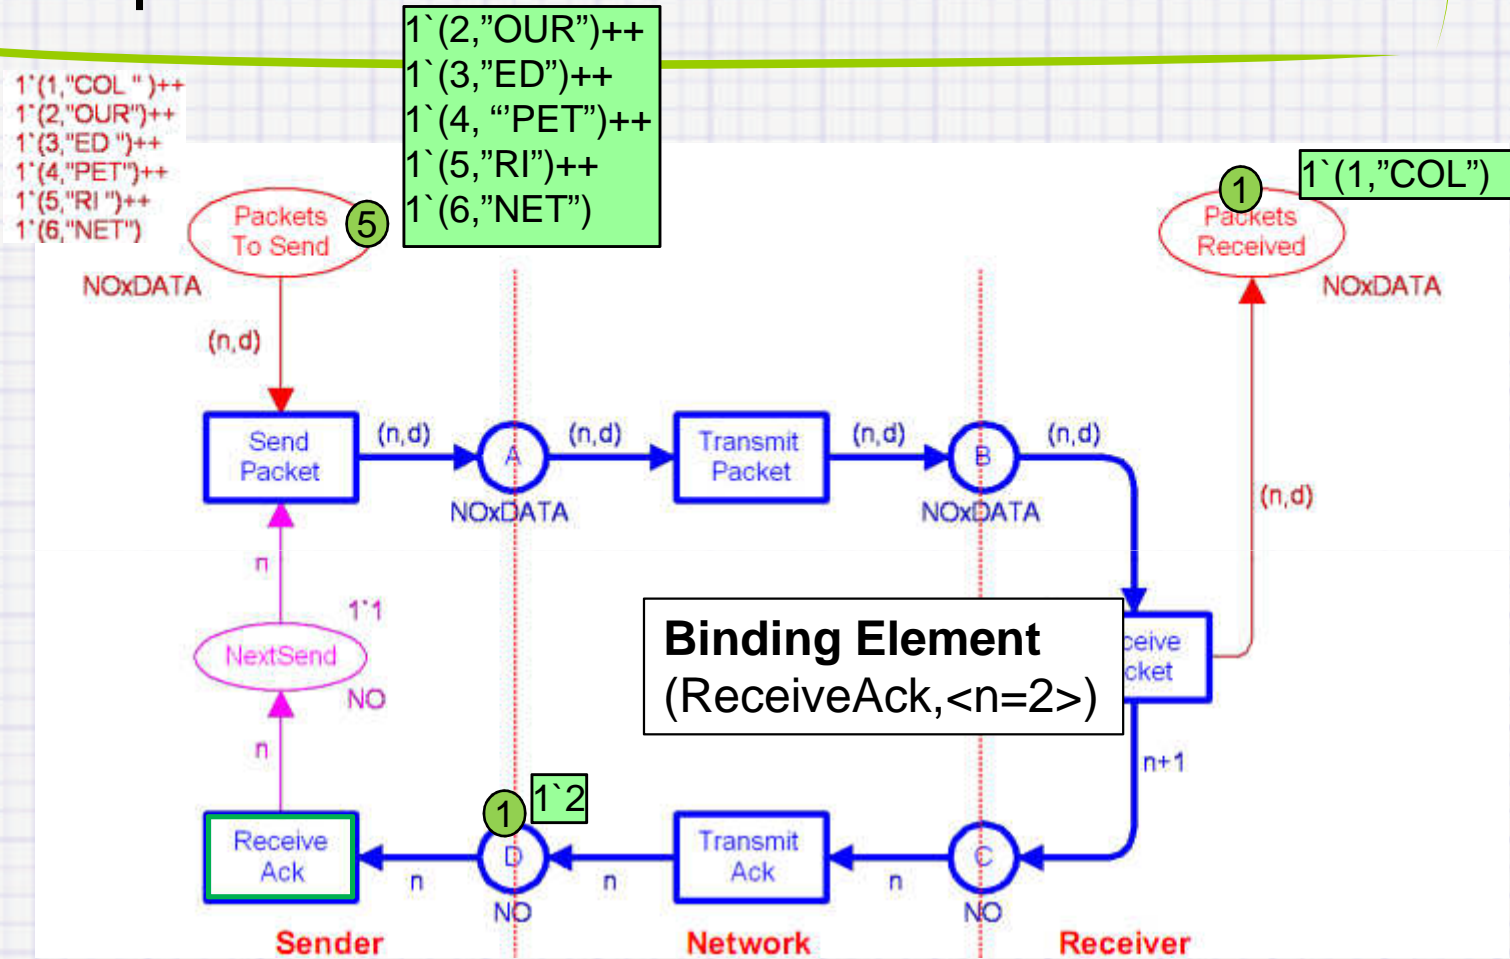 1`(2,”OUR”)++
1`(3,”ED”)++
1`(4, “’PET”)++
1`(5,”RI”)++
1`(6,”NET”)
1`(1,"COL " )++
1`(2,"OUR")++
1`(3,"ED ")++
1`(4,"PET")++
1`(5,"RI ")++
1`(6,"NET")
Packets
To Send
5
NOxDATA
1
1`(1,”COL”)
Packets
Received
NOxDATA
(n,d)
Send
Packet
(n,d)
A
NOxDATA
(n,d)
Transmit
Packet
(n,d)
B
NOxDATA
(n,d)
(n,d)
n
1`1
NextSend
NO
n
Binding Element
(ReceiveAck,<n=2>)
ceive
cket
n+1
Receive
Ack
n
1
1`2
D
NO
n
Transmit
Ack
n
C
NO
Sender
Network
Receiver